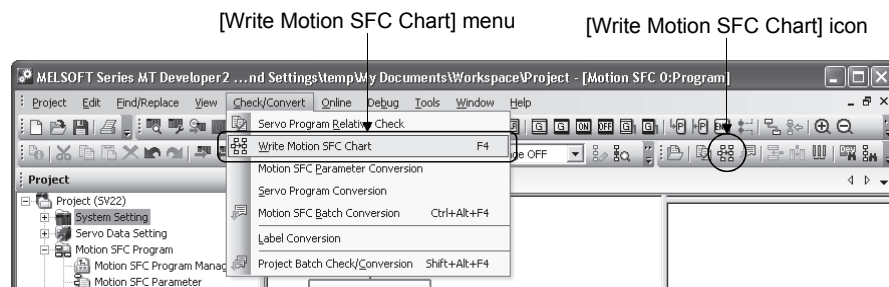 [Write Motion SFC Chart] menu
[Write Motion SFC Chart] icon
MELSOFT Series MT Developer2 ...nd Settings\temp\My Documents\Workspace\Project - [Motion SFC 0:Program]
Project Edit Find/Replace View Check/Convert Online Debug Tools Window Help
Servo Program Relative Check
Write Motion SFC Chart F4
ge OFF
Motion SFC Parameter Conversion
Servo Program Conversion
Motion SFC Batch Conversion Ctrl+Alt+F4
Label Conversion
Project Batch Check/Conversion Shift+Alt+F4
Project
Project (SV22)
System Setting
Servo Data Setting
Motion SFC Program
Motion SFC Program Manag
Motion SFC Parameter